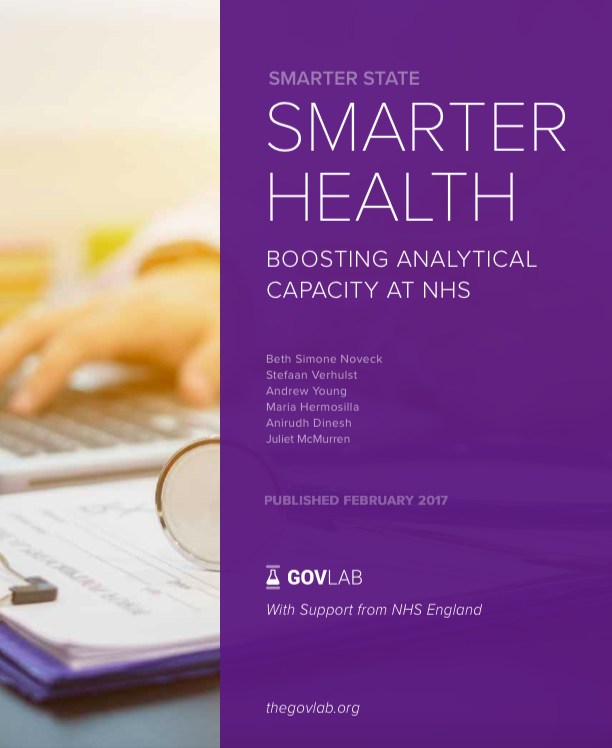 SMARTER STATE
SMARTER
HEALTH
BOOSTING ANALYTICAL
CAPACITY AT NHS
Beth Simone Noveck
Stefaan Verhulst
Andrew Young
Maria Hermosilla
Anirudh Dinesh
Juliet McMurren
PUBLISHED FEBRUARY 2017
GOVLAB
With Support from NHS England
thegovlab.org